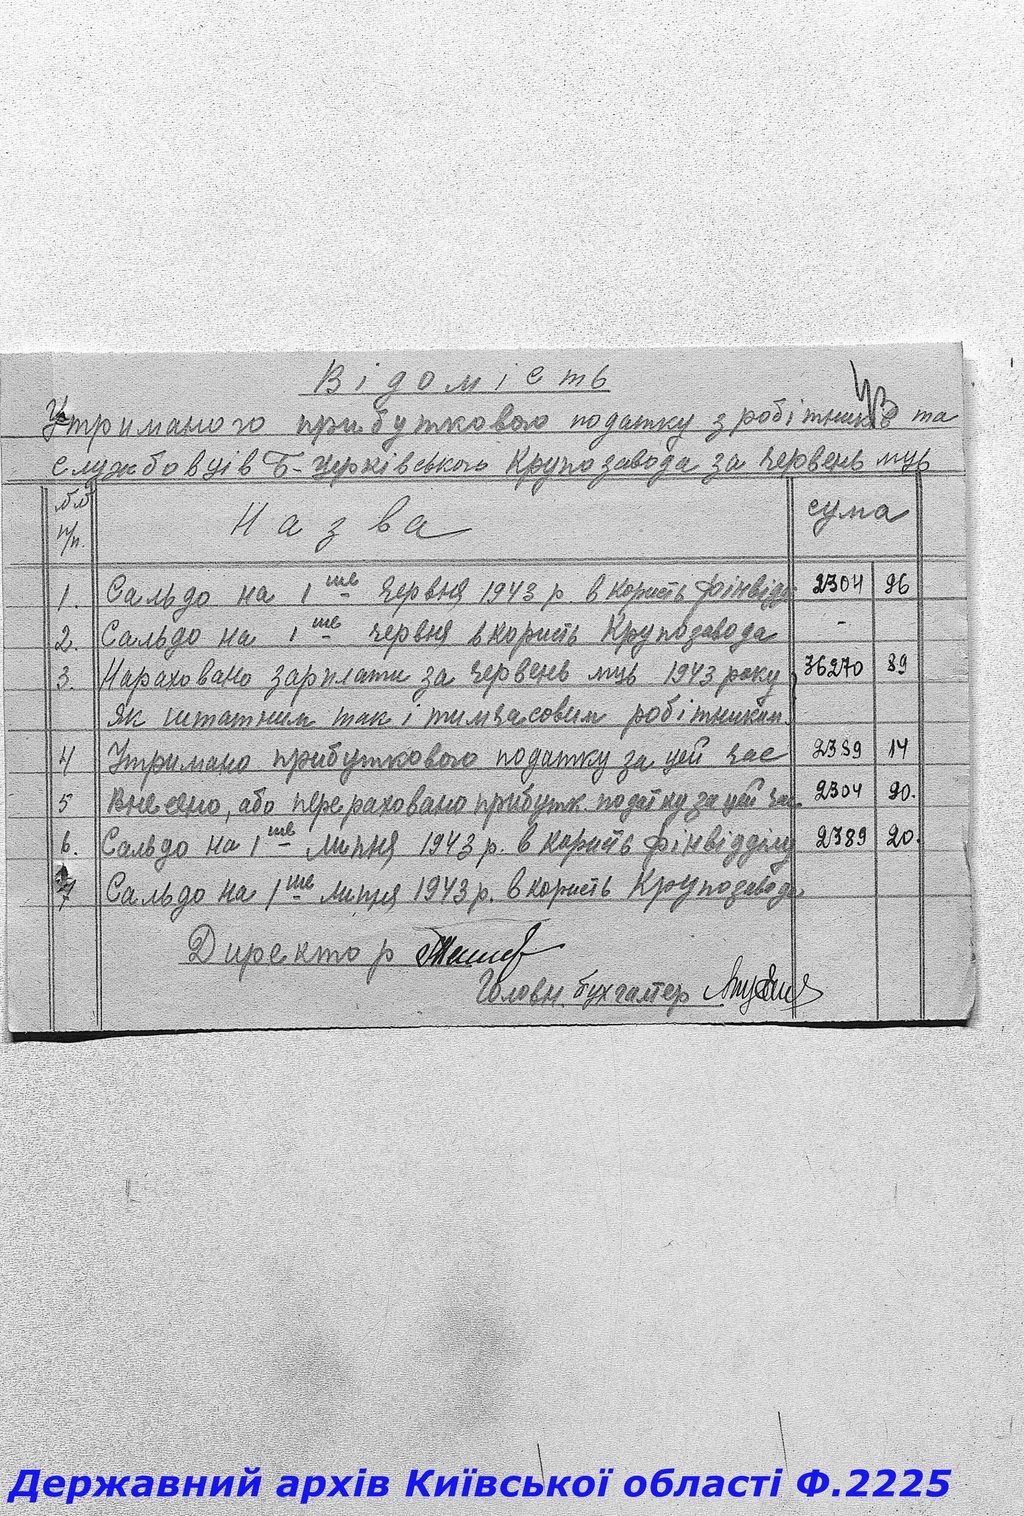 Відомість
Утриманого прибуткового податку з робітників та
службовців Б-Церківського Крупозавода за червень м-ць
№№ п/п.
Назва
сума
1. Сальдо на 1ше червня 1943 р. в користь фінвідд. 2304 96
2. Сальдо на 1ше червня в користь Крупозавода -
3. Нараховано зарплати за червень м-ць 1943 року 36270 89
як штатним так і тимчасовим робітникам
4 Утримано прибуткового податку за цей час 2389 14
5 Внесено, або перераховано прибутк. податку за цей час 2304 90.
6. Сальдо на 1ше липня 1943 р. в користь фінвідділу 2389 20.
7 Сальдо на 1ше липня 1943 р. в користь Крупозавода
Директор
Головн. бухгалтер
Державний архів Київської області Ф.2225